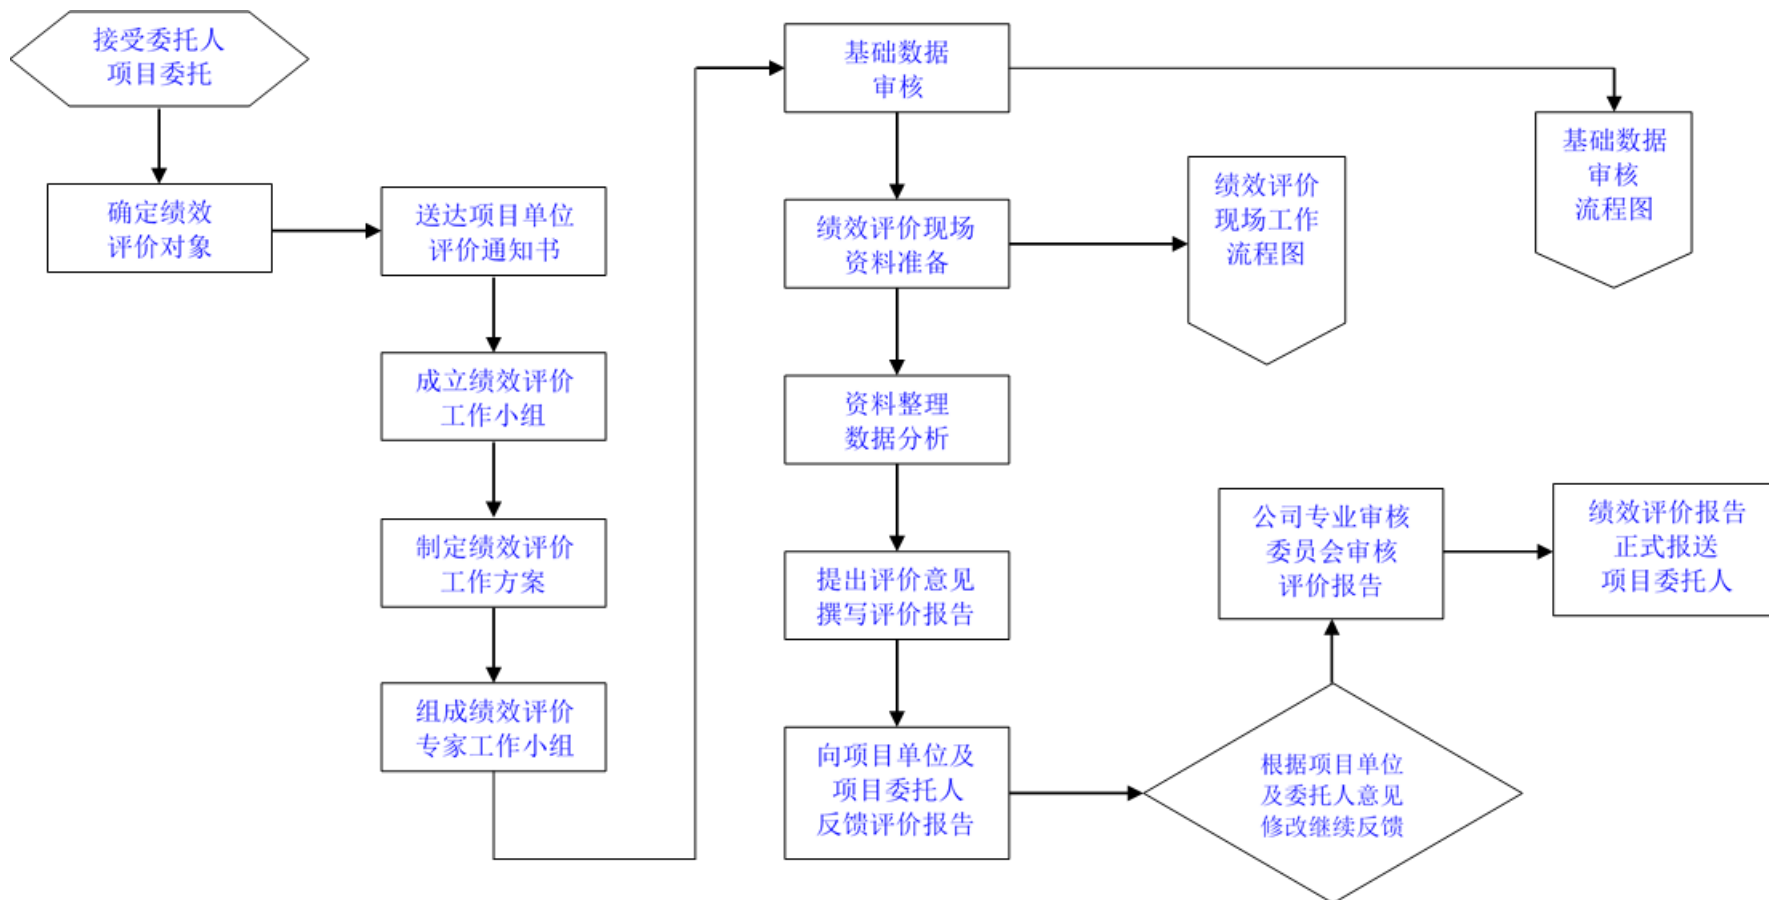 接受委托人
项目委托
确定绩效
评价对象
送达项目单位
评价通知书
成立绩效评价
工作小组
制定绩效评价
工作方案
组成绩效评价
专家工作小组
基础数据
审核
绩效评价现场
资料准备
资料整理
数据分析
提出评价意见
撰写评价报告
向项目单位及
项目委托人
反馈评价报告
基础数据
审核
流程图
绩效评价
现场工作
流程图
根据项目单位
及委托人意见
修改继续反馈
公司专业审核
委员会审核
评价报告
绩效评价报告
正式报送
项目委托人